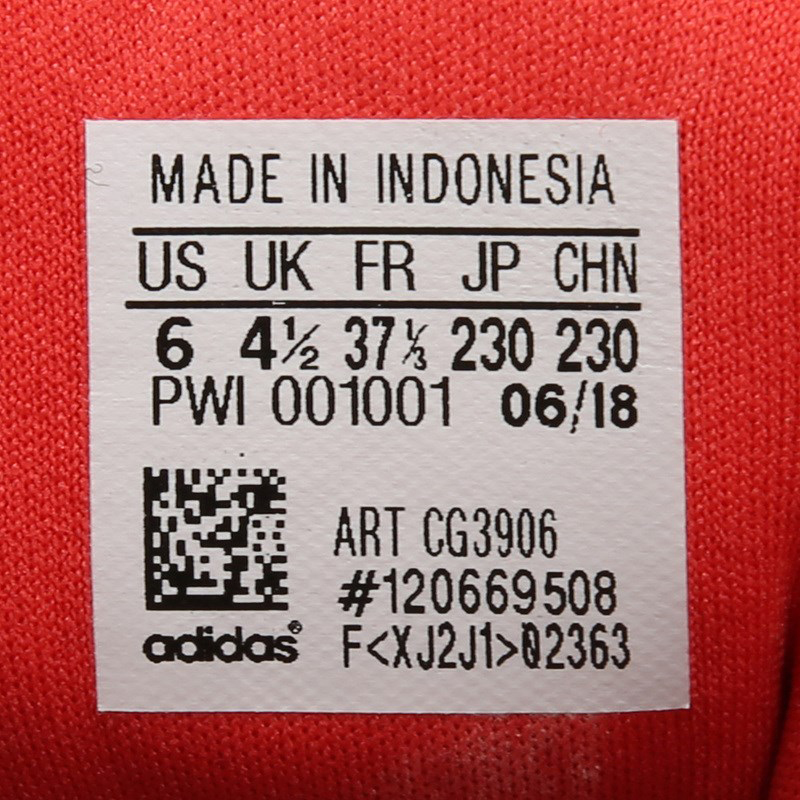 MADE IN INDONESIA
US UK FR JP CHN
6 4½ 37⅓ 230 230
PWI 001001 06/18
ART CG3906
#120669508
adidas®
F<XJ2J1>02363